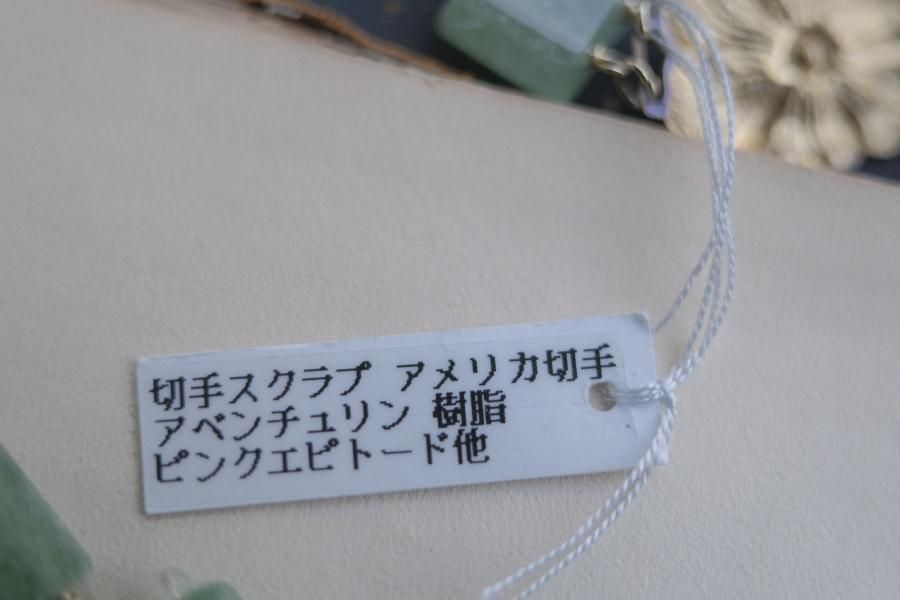 切手スクラプ アメリカ切手
アベンチュリン 樹脂
ピンクエピトード他